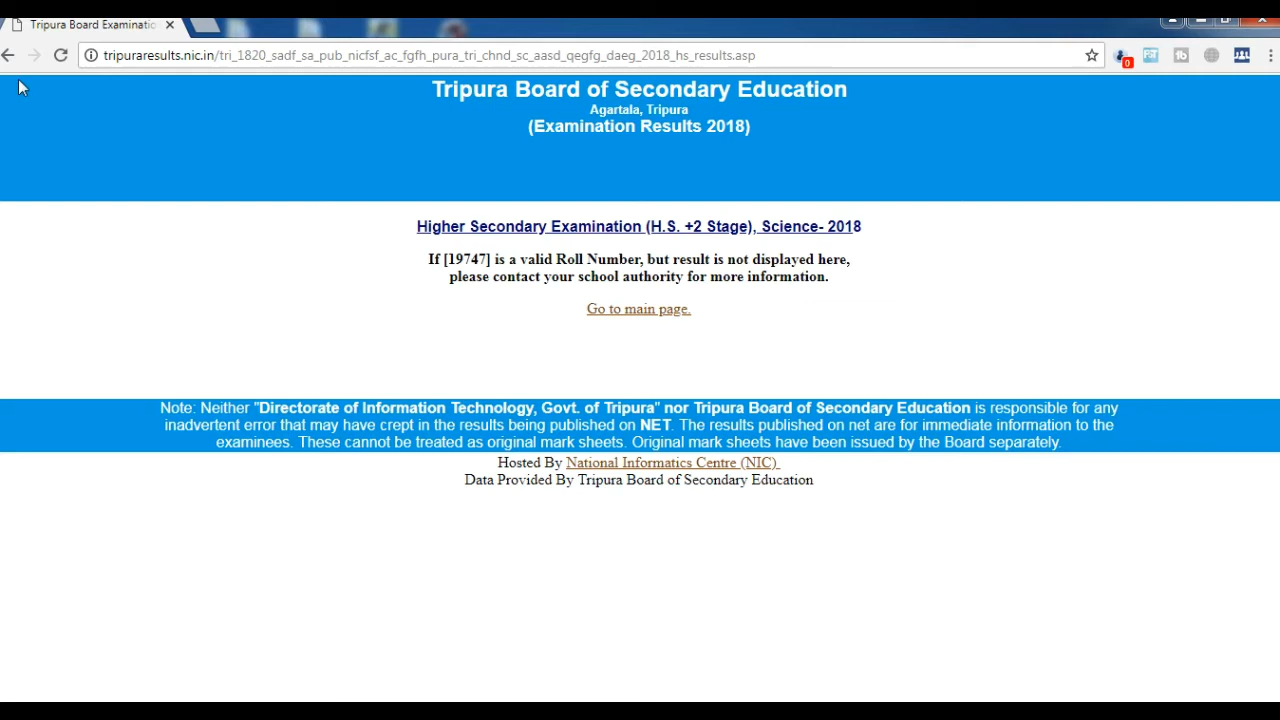 Tripura Board Examinatio
tripuraresults.nic.in/tri_1820_sadf_sa_pub_nicfsf_ac_fgfh_pura_tri_chnd_sc_aasd_qegfg_daeg_2018_hs_results.asp
0
Tripura Board of Secondary Education
Agartala, Tripura
(Examination Results 2018)
Higher Secondary Examination (H.S. +2 Stage), Science- 2018
If [19747] is a valid Roll Number, but result is not displayed here,
please contact your school authority for more information.
Go to main page.
Note: Neither "Directorate of Information Technology, Govt. of Tripura" nor Tripura Board of Secondary Education is responsible for any
inadvertent error that may have crept in the results being published on NET. The results published on net are for immediate information to the
examinees. These cannot be treated as original mark sheets. Original mark sheets have been issued by the Board separately.
Hosted By National Informatics Centre (NIC)
Data Provided By Tripura Board of Secondary Education